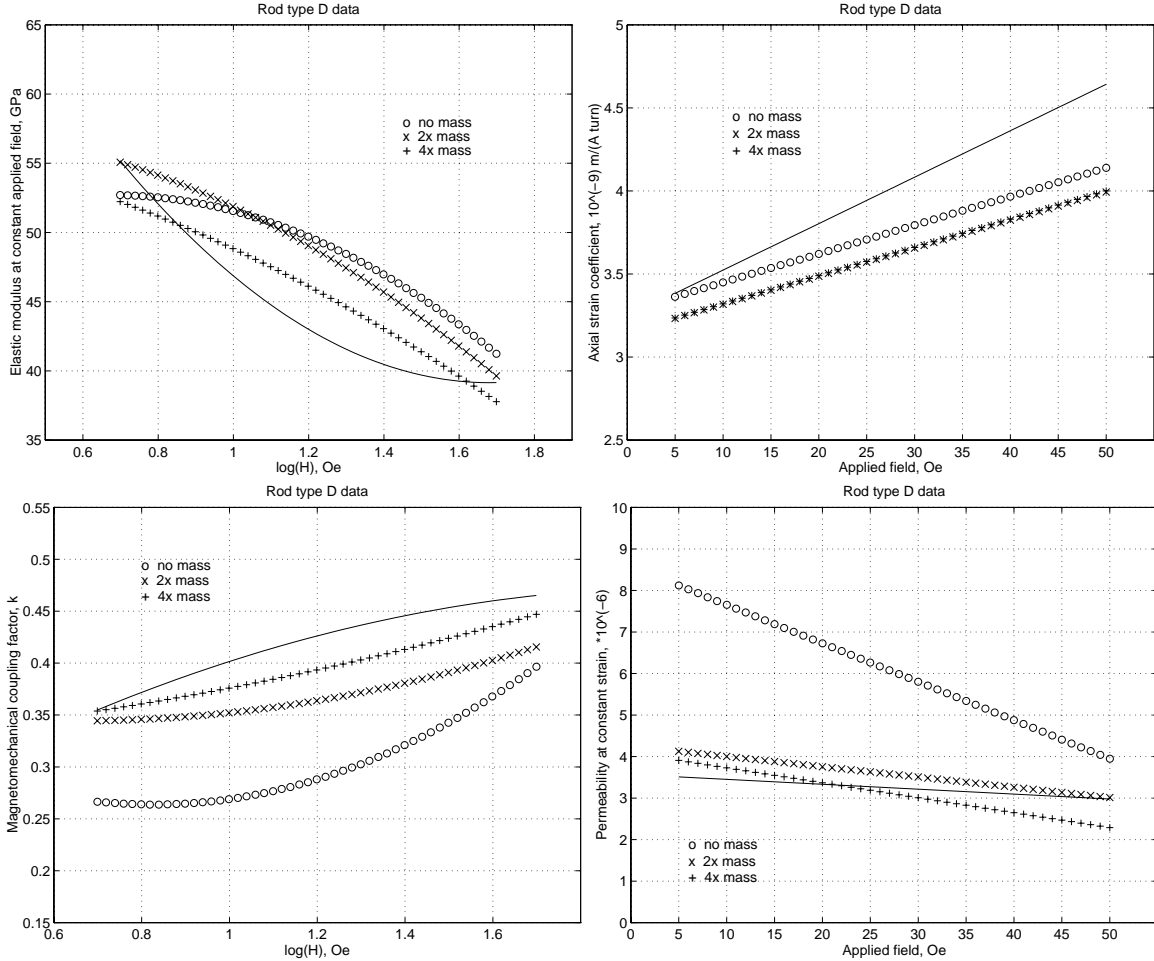 Rod type D data
Elastic modulus at constant applied field, GPa
65
60
55
50
45
40
35
o no mass
x 2x mass
+ 4x mass
0.6 0.8 1 1.2 1.4 1.6 1.8
log(H), Oe
Rod type D data
Axial strain coefficient, 10^(-9) m/(A turn)
5
4.5
4
3.5
3
2.5
o no mass
x 2x mass
+ 4x mass
0 5 10 15 20 25 30 35 40 45 50
Applied field, Oe
Rod type D data
Magnetomechanical coupling factor, k
0.55
0.5
0.45
0.4
0.35
0.3
0.25
0.2
0.15
o no mass
x 2x mass
+ 4x mass
0.6 0.8 1 1.2 1.4 1.6
log(H), Oe
Rod type D data
Permeability at constant strain, *10^(-6)
10
9
8
7
6
5
4
3
2
1
0
o no mass
x 2x mass
+ 4x mass
0 5 10 15 20 25 30 35 40 45 50
Applied field, Oe